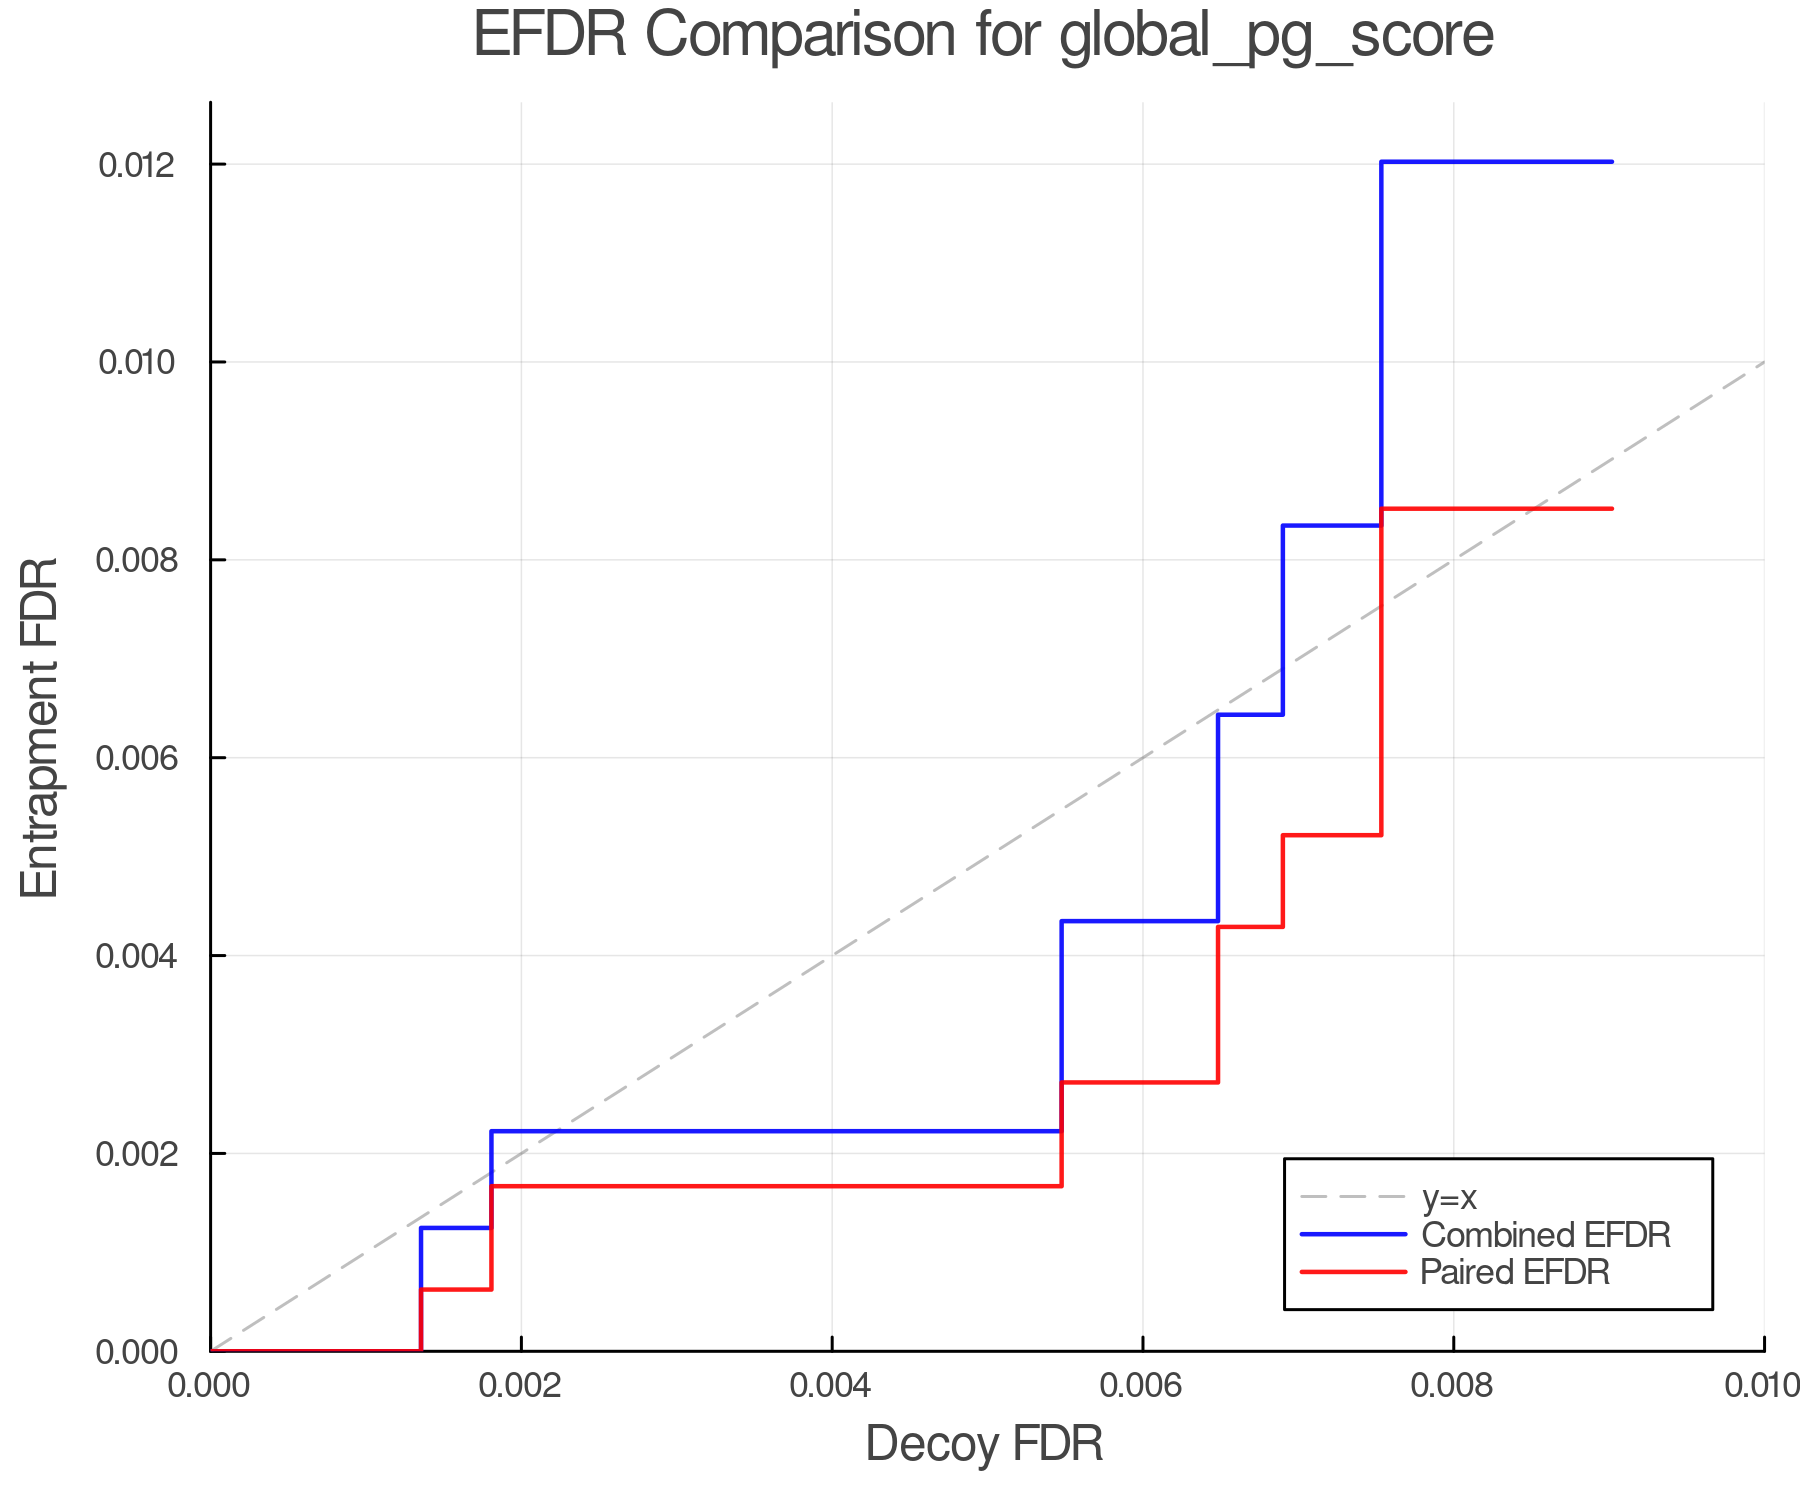 EFDR Comparison for global_pg_score
Entrapment FDR
0.012
0.010
0.008
0.006
0.004
0.002
0.000
y=x
Combined EFDR
Paired EFDR
0.000 0.002 0.004 0.006 0.008 0.010
Decoy FDR